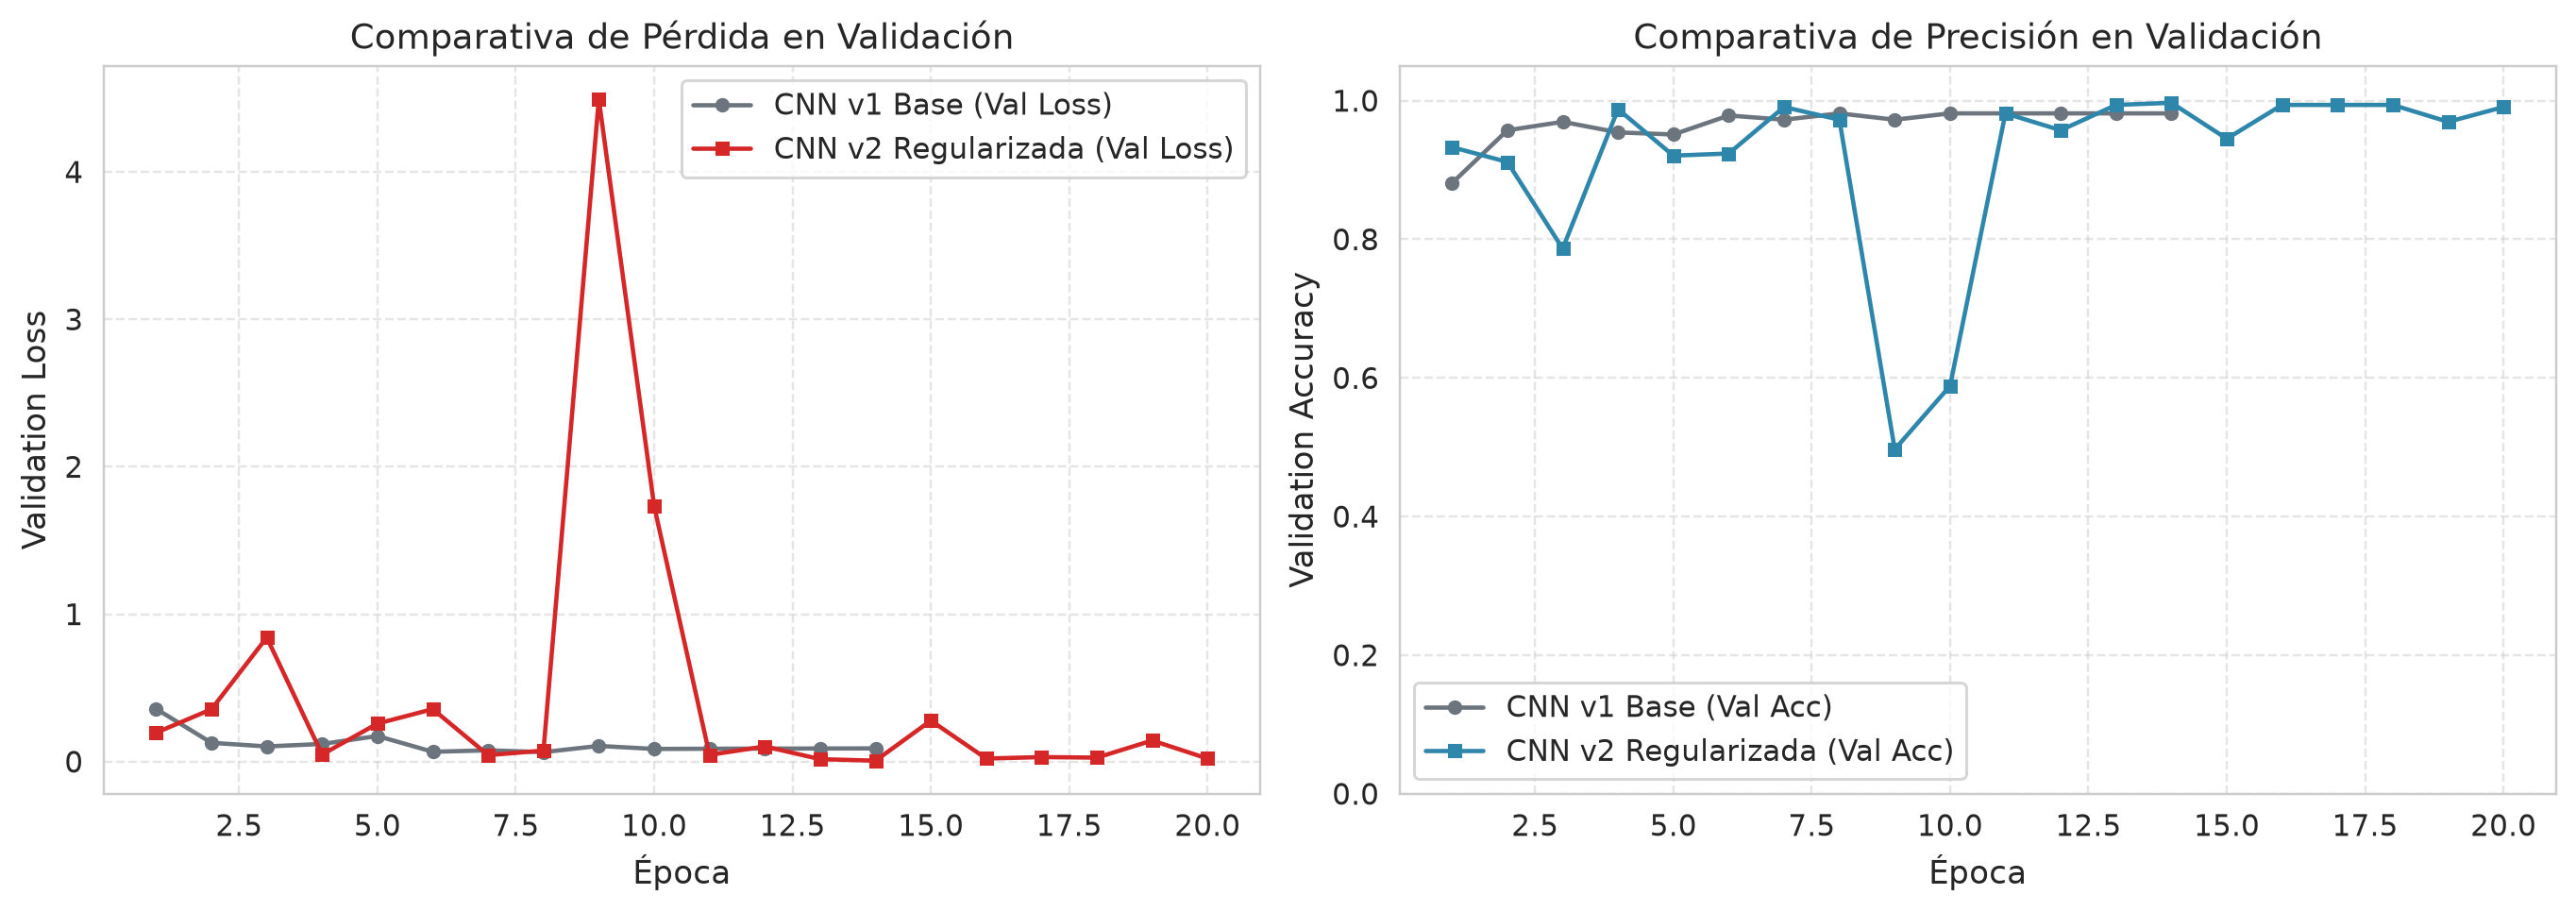 Comparativa de Pérdida en Validación
CNN v1 Base (Val Loss)
CNN v2 Regularizada (Val Loss)
Validation Loss
4
3
2
1
0
2.5 5.0 7.5 10.0 12.5 15.0 17.5 20.0
Época
Comparativa de Precisión en Validación
Validation Accuracy
1.0
0.8
0.6
0.4
0.2
0.0
CNN v1 Base (Val Acc)
CNN v2 Regularizada (Val Acc)
2.5 5.0 7.5 10.0 12.5 15.0 17.5 20.0
Época